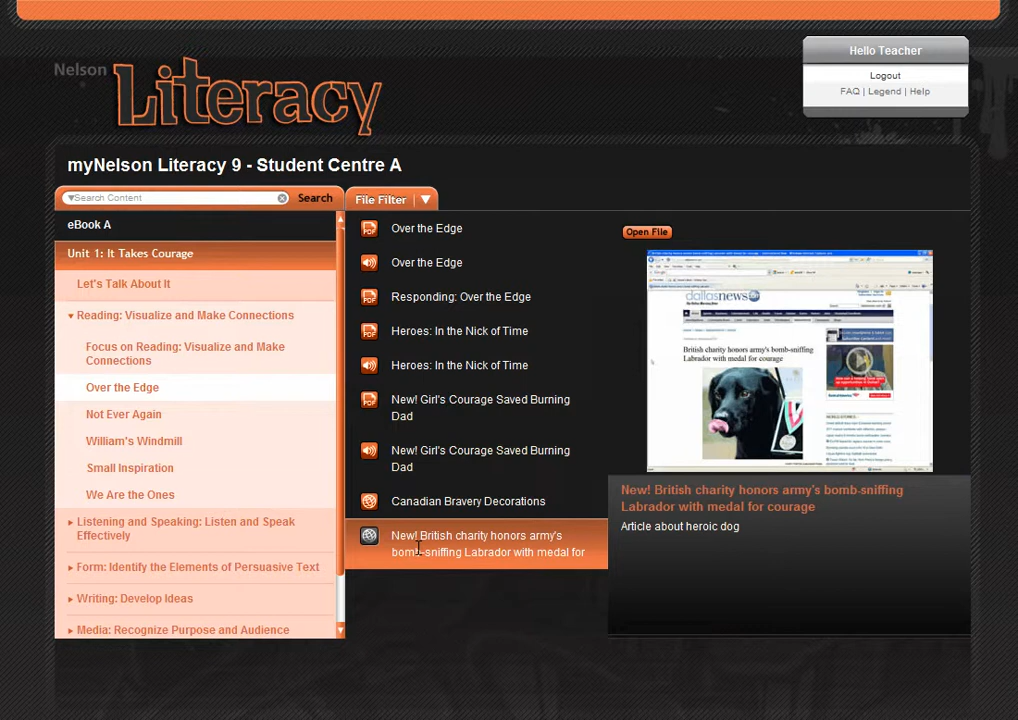 Hello Teacher
Logout
FAQ | Legend | Help
Nelson
Literacy
myNelson Literacy 9 - Student Centre A
Search Content
Search
File Filter
eBook A
Unit 1: It Takes Courage
Let's Talk About It
Reading: Visualize and Make Connections
Focus on Reading: Visualize and Make
Connections
Over the Edge
Not Ever Again
William's Windmill
Small Inspiration
We Are the Ones
Listening and Speaking: Listen and Speak
Effectively
Form: Identify the Elements of Persuasive Text
Writing: Develop Ideas
Media: Recognize Purpose and Audience
PDF
Over the Edge
Over the Edge
PDF
Responding: Over the Edge
PDF
Heroes: In the Nick of Time
Heroes: In the Nick of Time
PDF
New! Girl's Courage Saved Burning
Dad
New! Girl's Courage Saved Burning
Dad
Canadian Bravery Decorations
New! British charity honors army's
bomb-sniffing Labrador with medal for
Open File
dallasnews
British charity honors army's bomb-sniffing
Labrador with medal for courage
New! British charity honors army's bomb-sniffing
Labrador with medal for courage
Article about heroic dog